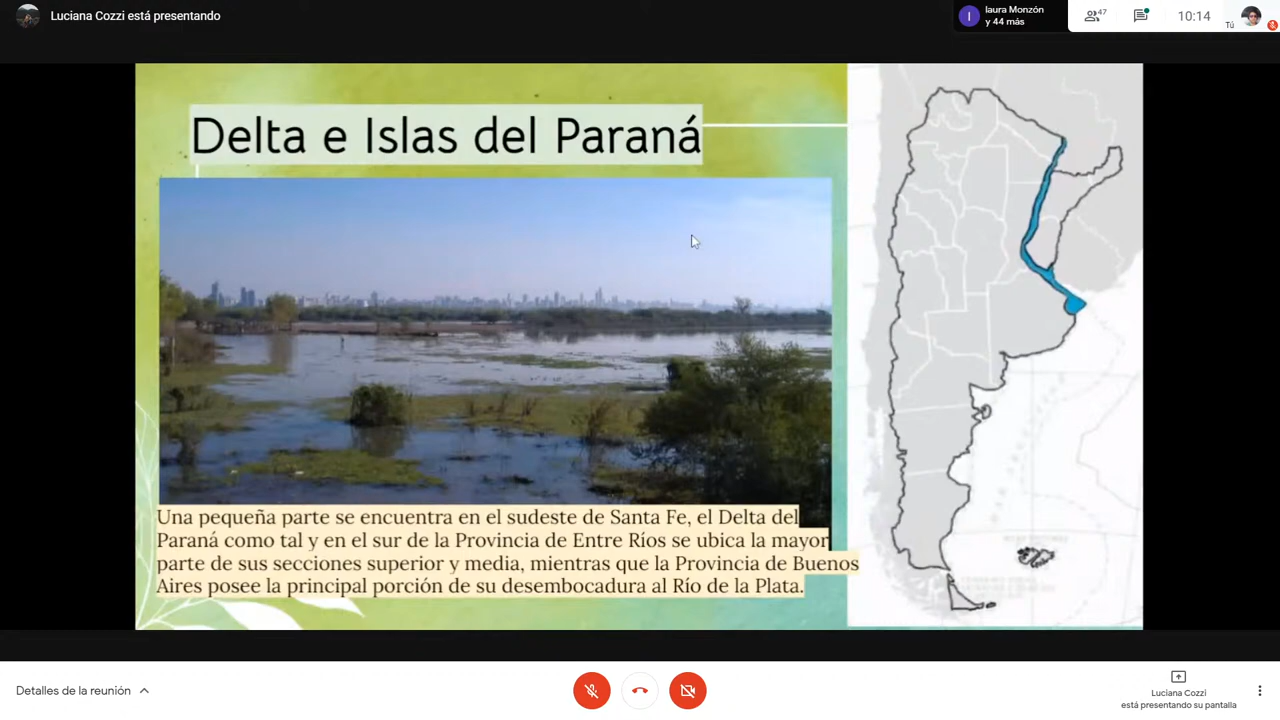 Luciana Cozzi está presentando
laura Monzón
y 44 más
47
10:14
Tú
Delta e Islas del Paraná
Una pequeña parte se encuentra en el sudeste de Santa Fe, el Delta del
Paraná como tal y en el sur de la Provincia de Entre Ríos se ubica la mayor
parte de sus secciones superior y media, mientras que la Provincia de Buenos
Aires posee la principal porción de su desembocadura al Río de la Plata.
Detalles de la reunión
Luciana Cozzi
está presentando su pantalla